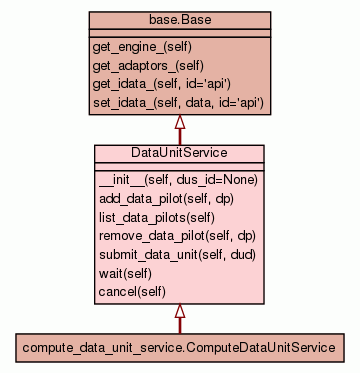 base.Base
get_engine_(self)
get_adaptors_(self)
get_idata_(self, id='api')
set_idata_(self, data, id='api')
DataUnitService
__init__(self, dus_id=None)
add_data_pilot(self, dp)
list_data_pilots(self)
remove_data_pilot(self, dp)
submit_data_unit(self, dud)
wait(self)
cancel(self)
compute_data_unit_service.ComputeDataUnitService